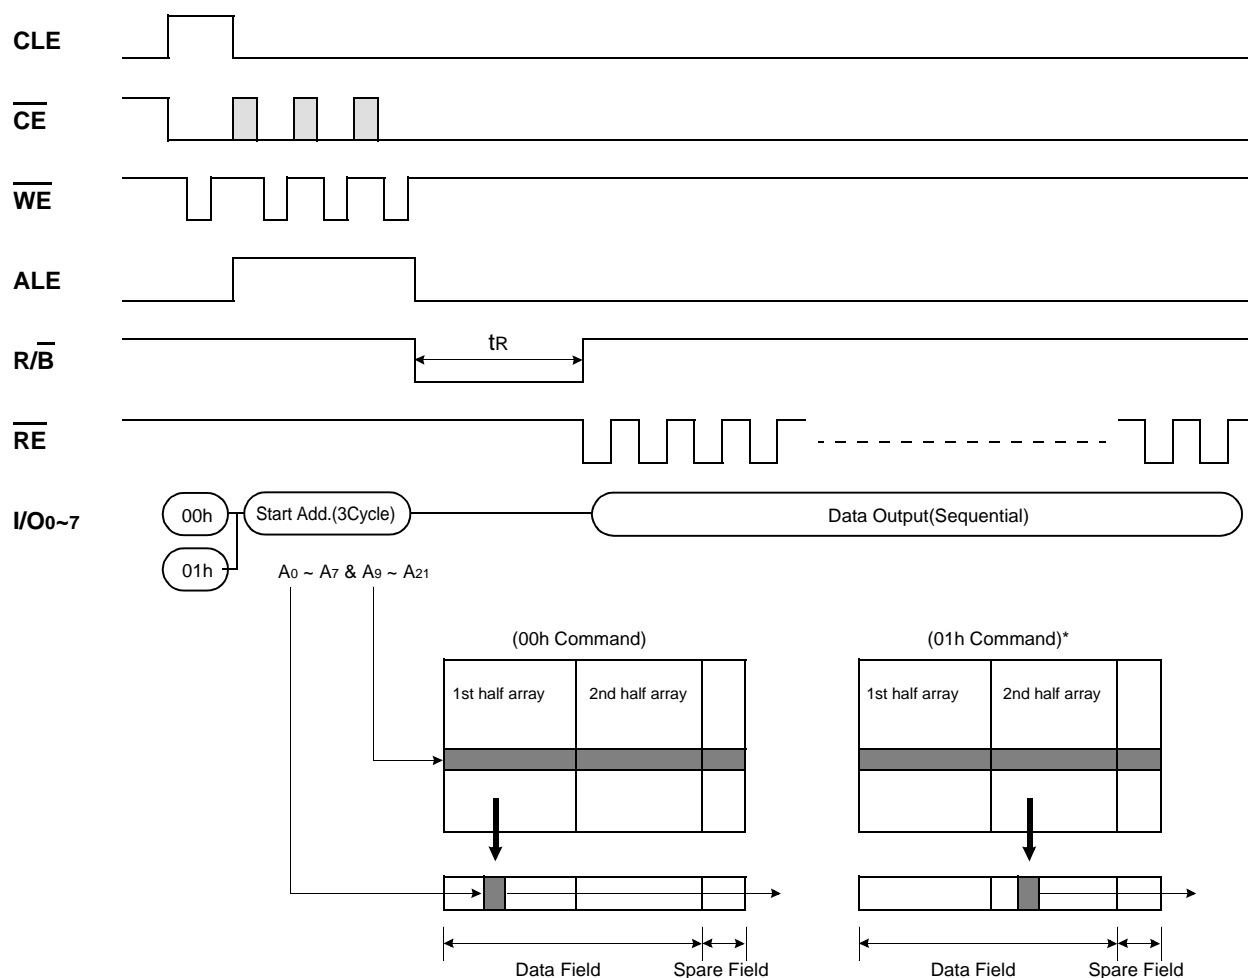 CLE
CE
WE
ALE
R/B
tR
RE
I/O0~7
00h
Start Add.(3Cycle)
Data Output(Sequential)
01h
A0 ~ A7 & A9 ~ A21
(00h Command)
(01h Command)*
1st half array
2nd half array
1st half array
2nd half array
Data Field
Spare Field
Data Field
Spare Field